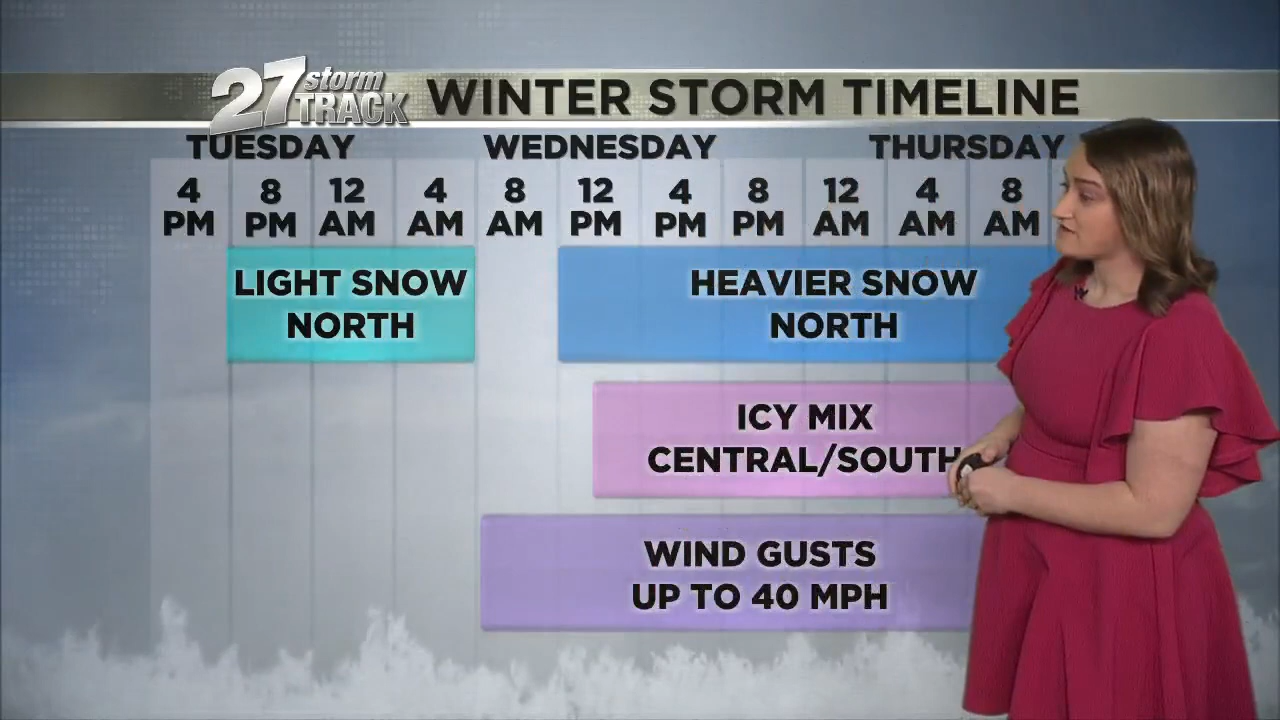 27 storm TRACK WINTER STORM TIMELINE
TUESDAY WEDNESDAY THURSDAY
4 PM 8 PM 12 AM 4 AM 8 AM 12 PM 4 PM 8 PM 12 AM 4 AM 8 AM
LIGHT SNOW
NORTH
HEAVIER SNOW
NORTH
ICY MIX
CENTRAL/SOUTH
WIND GUSTS
UP TO 40 MPH